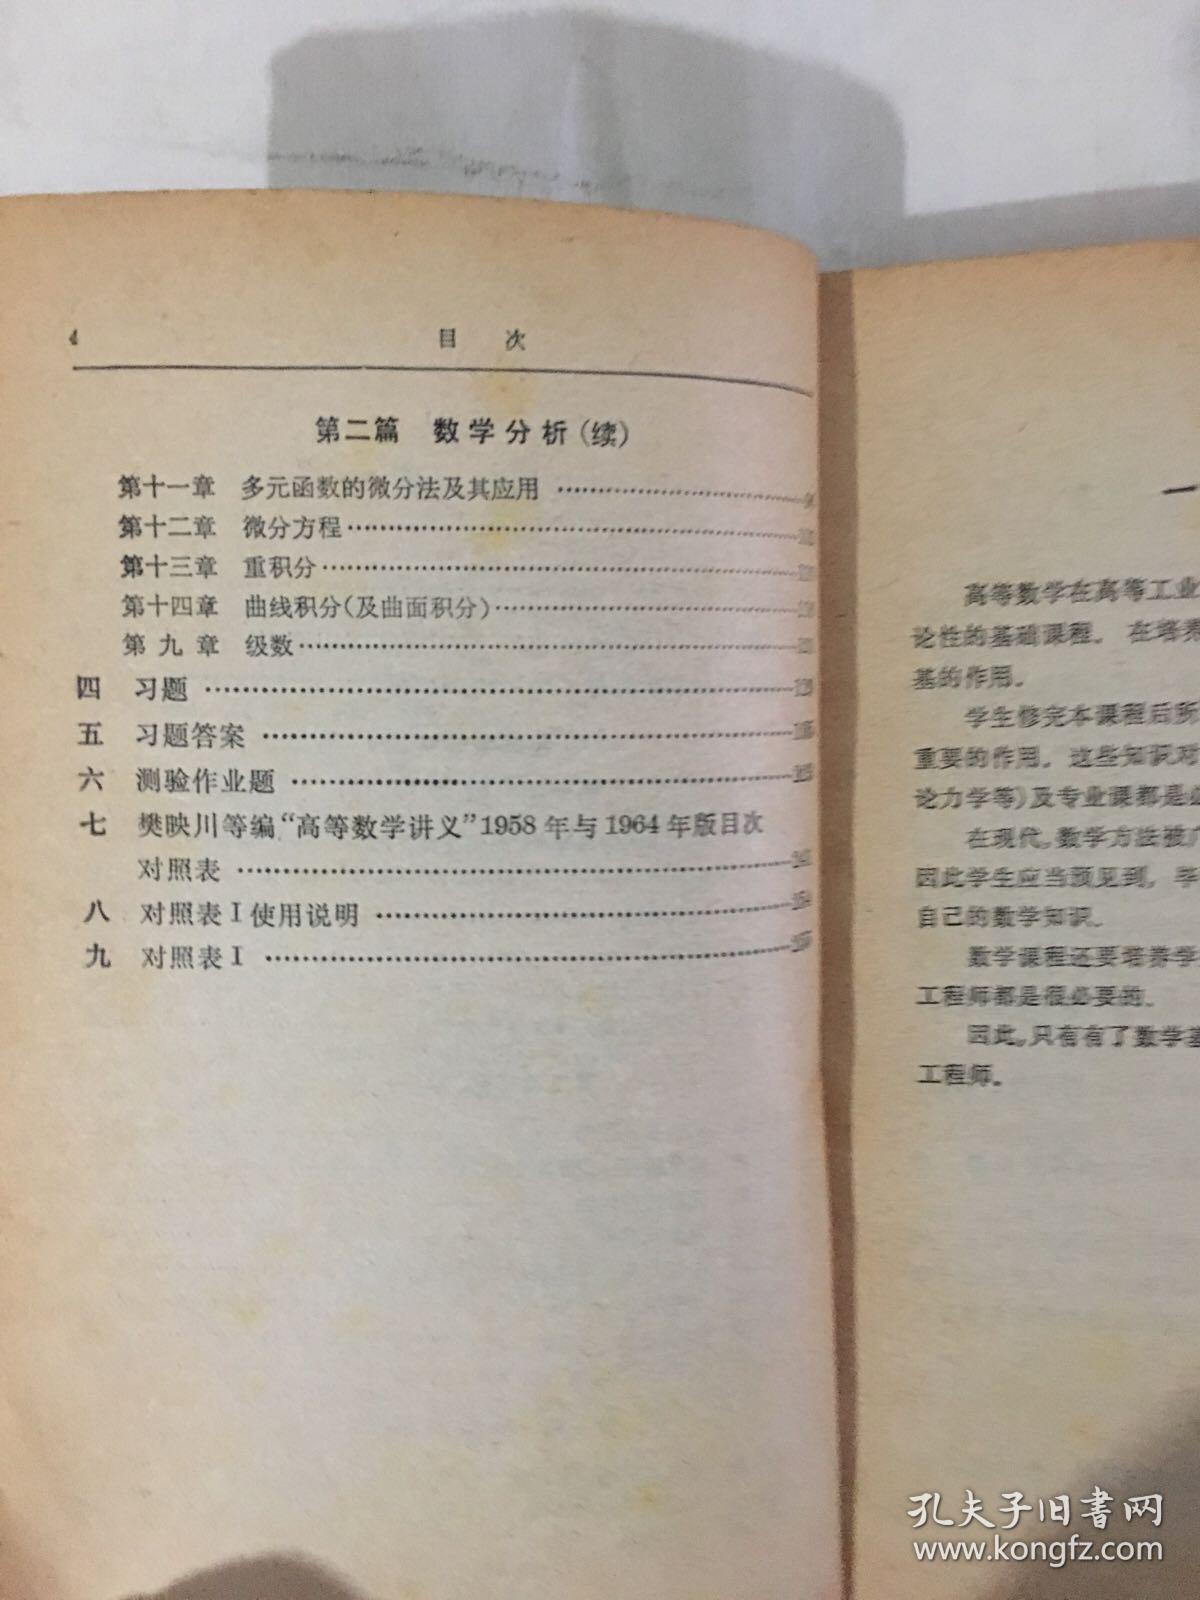 4
目 次
第二篇 数学分析(续)
第十一章 多元函数的微分法及其应用
第十二章 微分方程
第十三章 重积分
第十四章 曲线积分(及曲面积分)
第九章 级数
四 习题
五 习题答案
六 测验作业题
七 樊映川等编“高等数学讲义”1958年与1964年版目次
对照表
八 对照表I使用说明
九 对照表I
一
高等数学在高等工业
论性的基础课程. 在培养
基的作用.
学生修完本课程后所
重要的作用. 这些知识对
论力学等)及专业课都是必
在现代,数学方法被广
因此学生应当预见到, 毕
自己的数学知识.
数学课程还要培养学
工程师都是很必要的.
因此,只有有了数学基
工程师.
孔夫子旧书网
www.kongfz.com